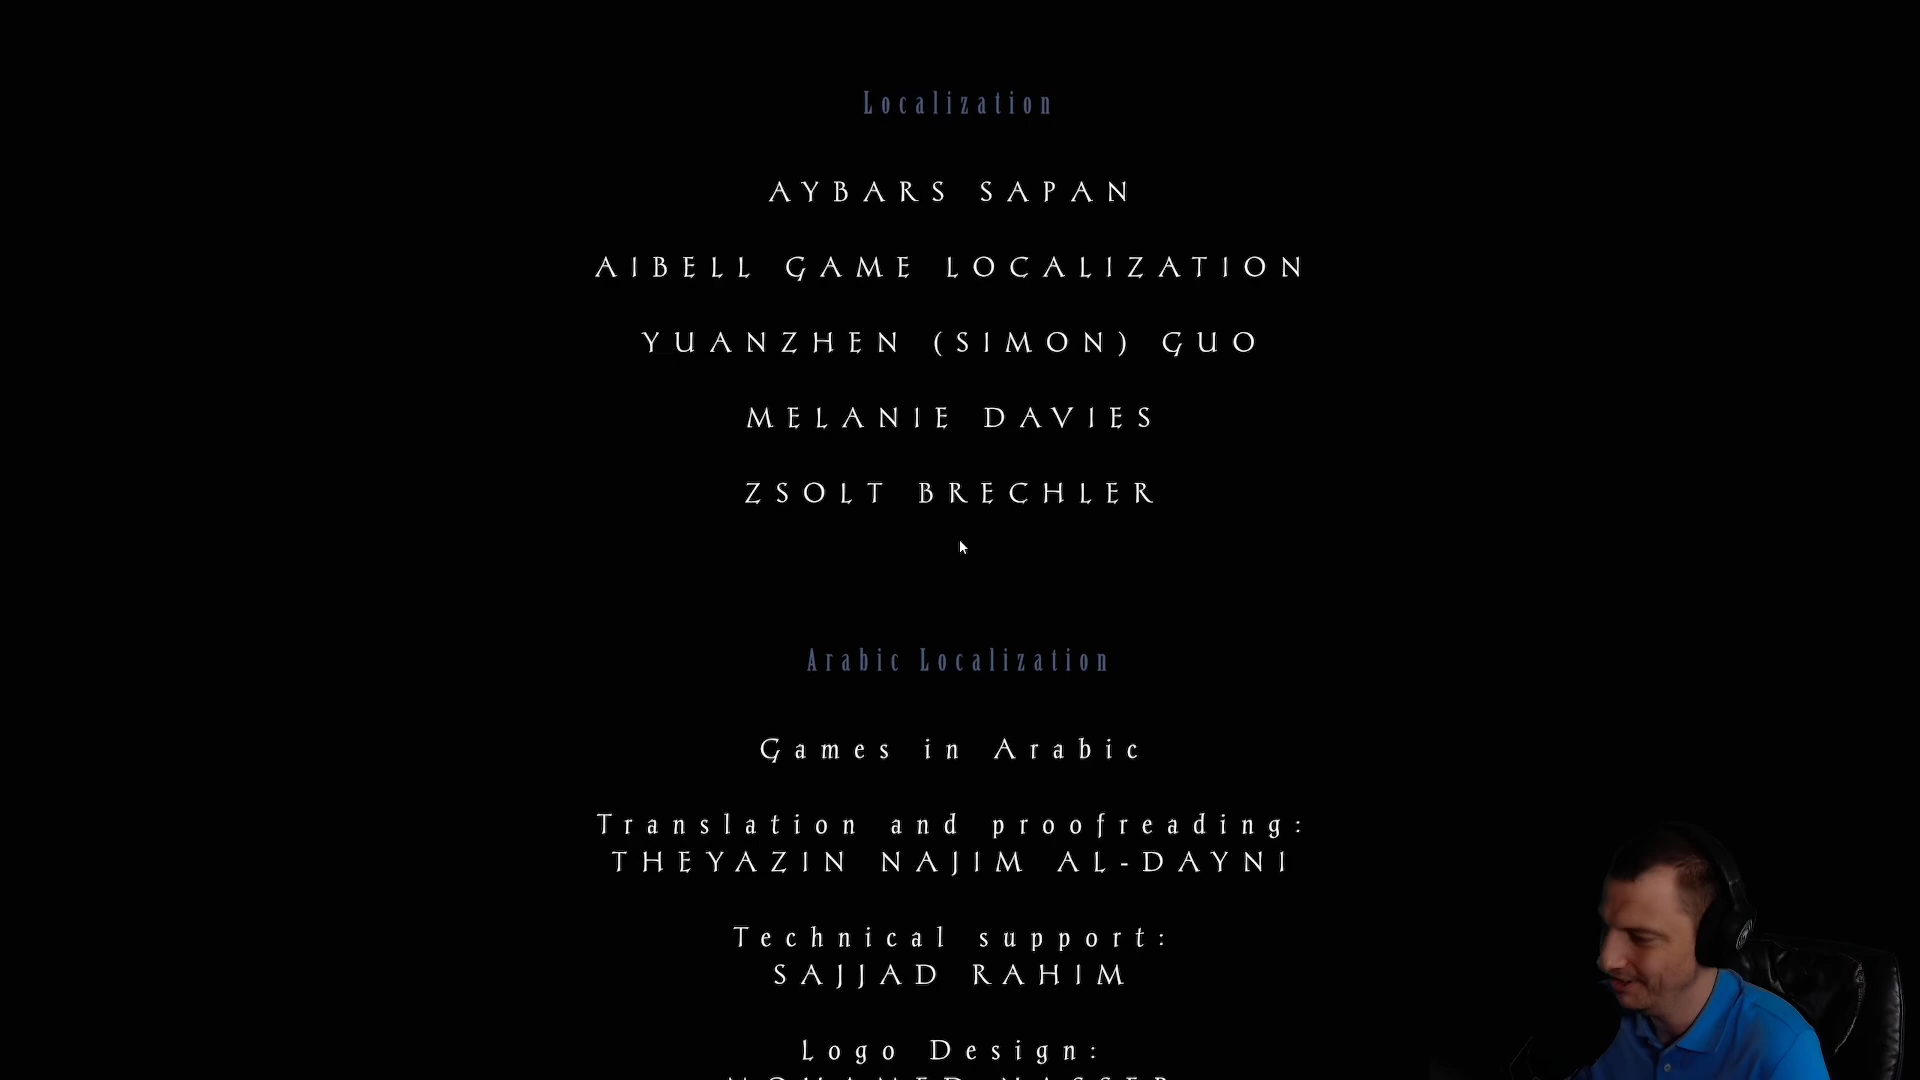 Localization
AYBARS SAPAN
AIBELL GAME LOCALIZATION
YUANZHEN (SIMON) GUO
MELANIE DAVIES
ZSOLT BRECHLER
Arabic Localization
Games in Arabic
Translation and proofreading:
THEYAZIN NAJIM AL-DAYNI
Technical support:
SAJJAD RAHIM
Logo Design: